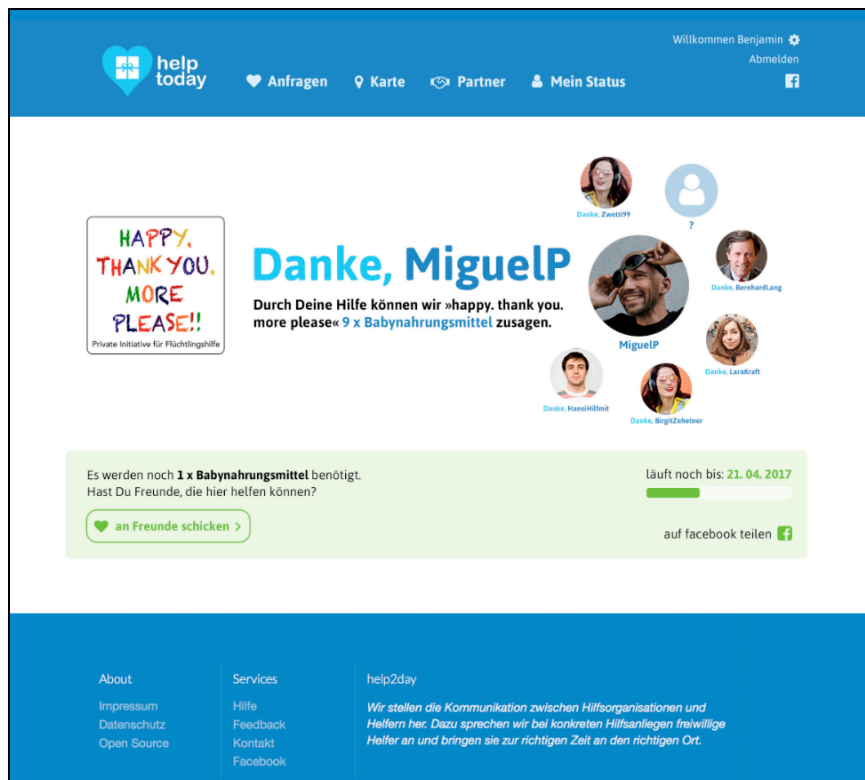 Willkommen Benjamin
Abmelden
help
today
Anfragen
Karte
Partner
Mein Status
HAPPY.
THANK YOU.
MORE
PLEASE!!
Private Initiative für Flüchtlingshilfe
Danke, MiguelP
Durch Deine Hilfe können wir »happy. thank you.
more please« 9 x Babynahrungsmittel zusagen.
Danke, Zwetti99
?
Danke, BernhardLang
MiguelP
Danke, LaraKraft
Danke, HansiHilfmit
Danke, BirgitZehetner
Es werden noch 1 x Babynahrungsmittel benötigt.
Hast Du Freunde, die hier helfen können?
an Freunde schicken >
läuft noch bis: 21. 04. 2017
auf facebook teilen
About
Impressum
Datenschutz
Open Source
Services
Hilfe
Feedback
Kontakt
Facebook
help2day
Wir stellen die Kommunikation zwischen Hilfsorganisationen und
Helfern her. Dazu sprechen wir bei konkreten Hilfsanliegen freiwillige
Helfer an und bringen sie zur richtigen Zeit an den richtigen Ort.